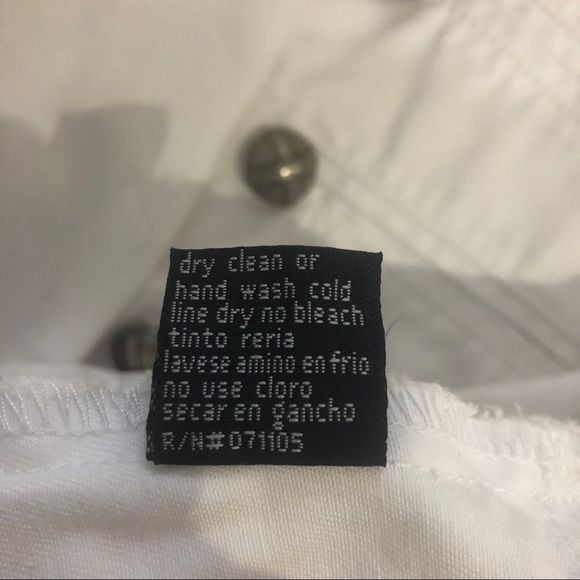 dry clean or
hand wash cold
line dry no bleach
tinto reria
lavese amino en frio
no use cloro
secar en gancho
R/N#071105